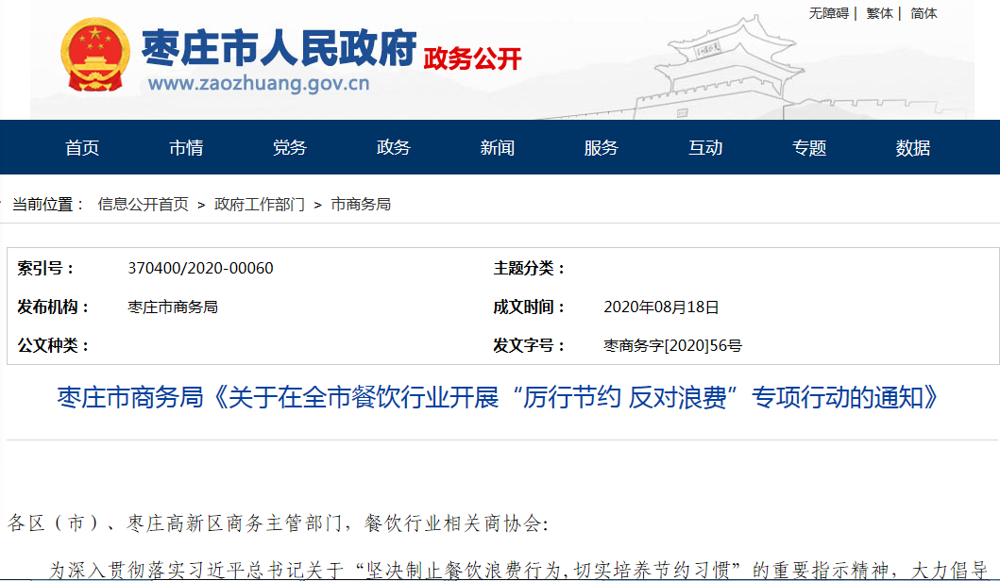 无障碍 | 繁体 | 简体
枣庄市人民政府 政务公开
www.zaozhuang.gov.cn
首页 市情 党务 政务 新闻 服务 互动 专题 数据
当前位置： 信息公开首页 > 政府工作部门 > 市商务局
索引号： 370400/2020-00060 主题分类：
发布机构： 枣庄市商务局 成文时间： 2020年08月18日
公文种类： 发文字号： 枣商务字[2020]56号
枣庄市商务局《关于在全市餐饮行业开展“厉行节约 反对浪费”专项行动的通知》
各区（市）、枣庄高新区商务主管部门，餐饮行业相关商协会：
为深入贯彻落实习近平总书记关于“坚决制止餐饮浪费行为,切实培养节约习惯”的重要指示精神，大力倡导